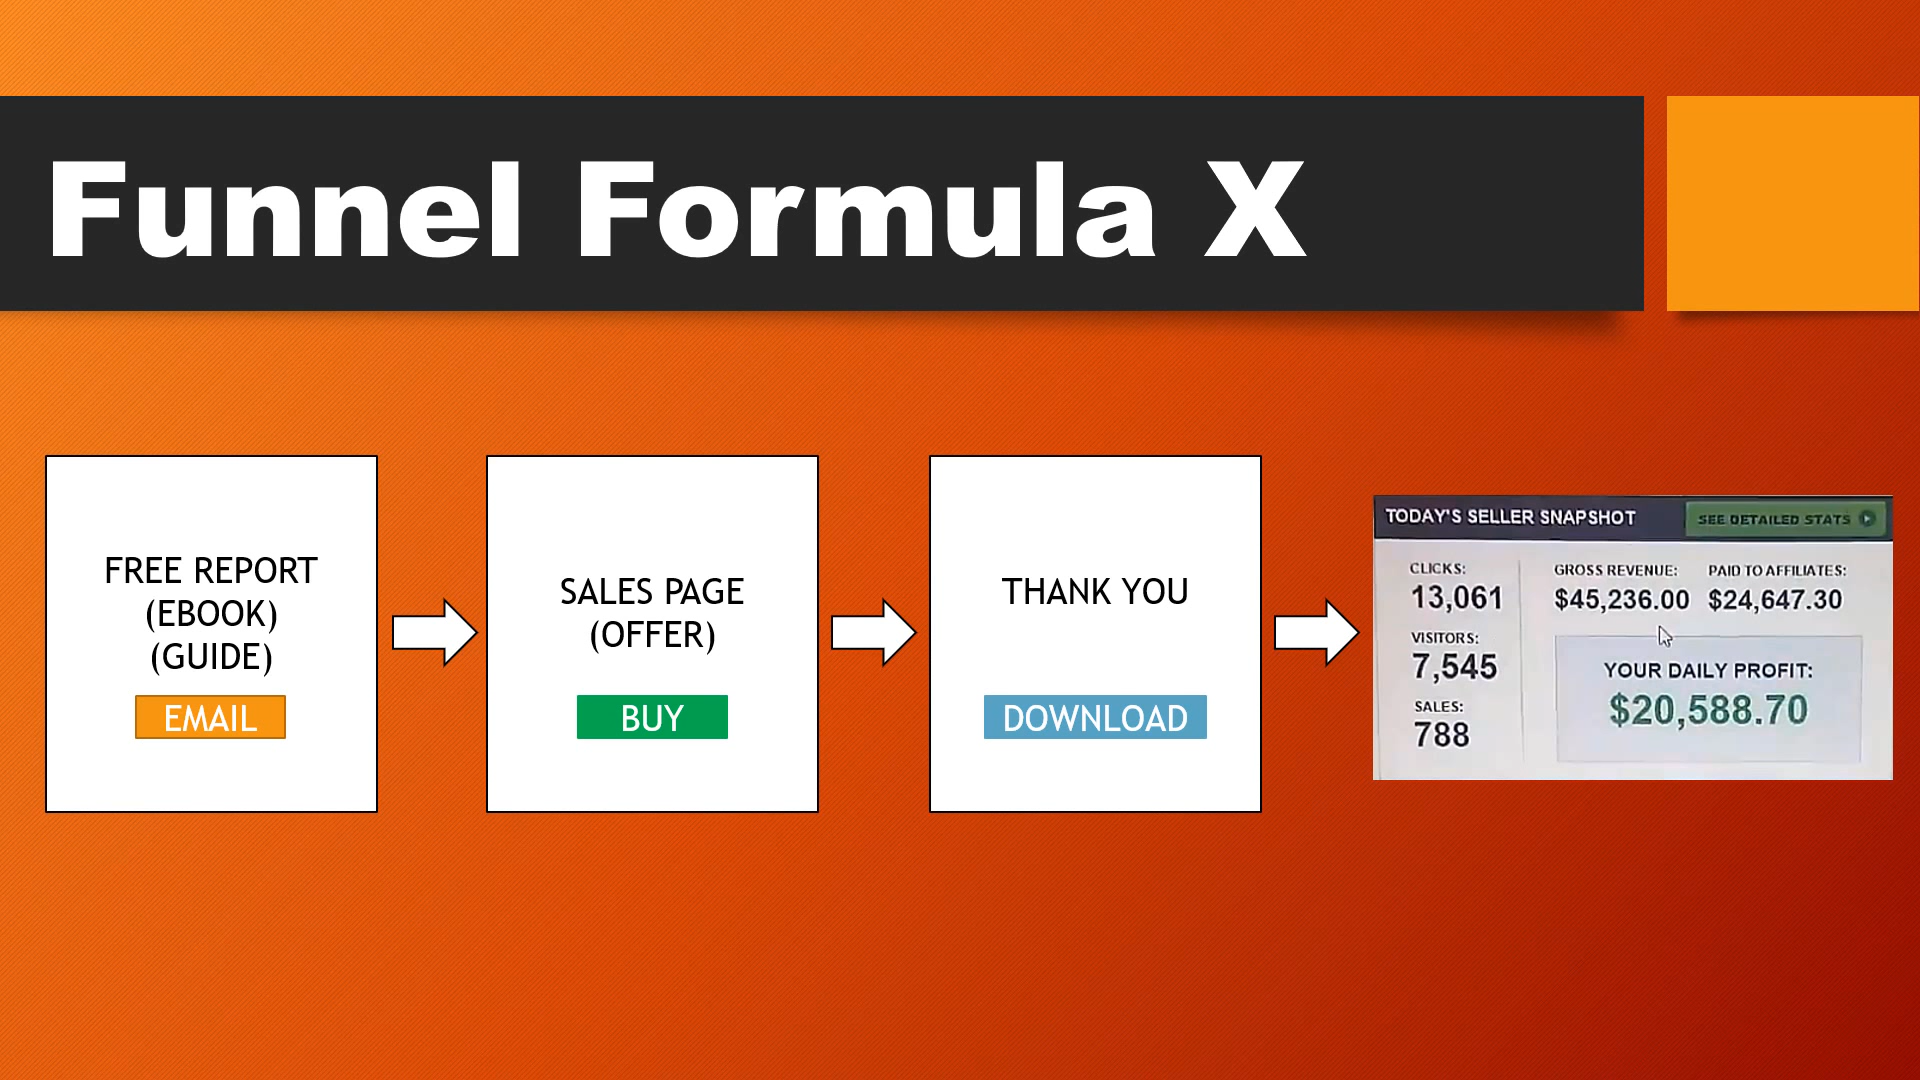 Funnel Formula X
FREE REPORT
(EBOOK)
(GUIDE)
EMAIL
SALES PAGE
(OFFER)
BUY
THANK YOU
DOWNLOAD
TODAY'S SELLER SNAPSHOT
SEE DETAILED STATS
CLICKS:
13,061
VISITORS:
7,545
SALES:
788
GROSS REVENUE:
$45,236.00
PAID TO AFFILIATES:
$24,647.30
YOUR DAILY PROFIT:
$20,588.70